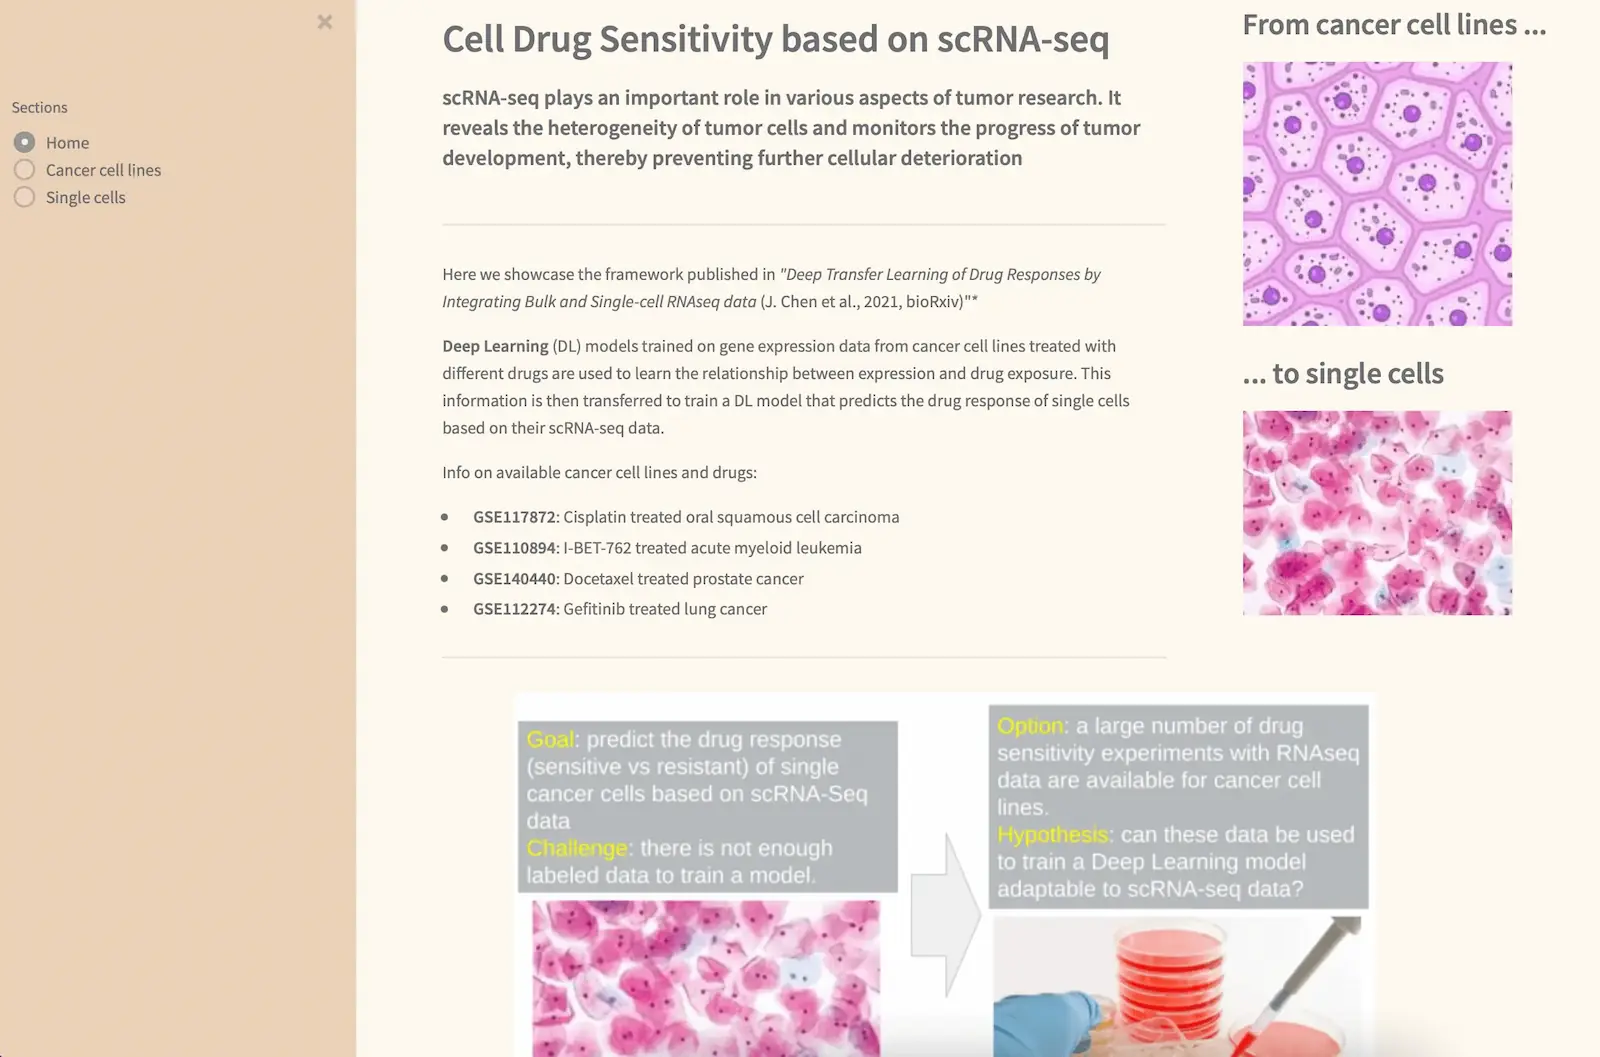 ×
Sections
Home
Cancer cell lines
Single cells
Cell Drug Sensitivity based on scRNA-seq
scRNA-seq plays an important role in various aspects of tumor research. It
reveals the heterogeneity of tumor cells and monitors the progress of tumor
development, thereby preventing further cellular deterioration
Here we showcase the framework published in "Deep Transfer Learning of Drug Responses by
Integrating Bulk and Single-cell RNAseq data (J. Chen et al., 2021, bioRxiv)"*
Deep Learning (DL) models trained on gene expression data from cancer cell lines treated with
different drugs are used to learn the relationship between expression and drug exposure. This
information is then transferred to train a DL model that predicts the drug response of single cells
based on their scRNA-seq data.
Info on available cancer cell lines and drugs:
• GSE117872: Cisplatin treated oral squamous cell carcinoma
• GSE110894: I-BET-762 treated acute myeloid leukemia
• GSE140440: Docetaxel treated prostate cancer
• GSE112274: Gefitinib treated lung cancer
From cancer cell lines ...
... to single cells
Goal: predict the drug response
(sensitive vs resistant) of single
cancer cells based on scRNA-Seq
data
Challenge: there is not enough
labeled data to train a model.
Option: a large number of drug
sensitivity experiments with RNAseq
data are available for cancer cell
lines.
Hypothesis: can these data be used
to train a Deep Learning model
adaptable to scRNA-seq data?